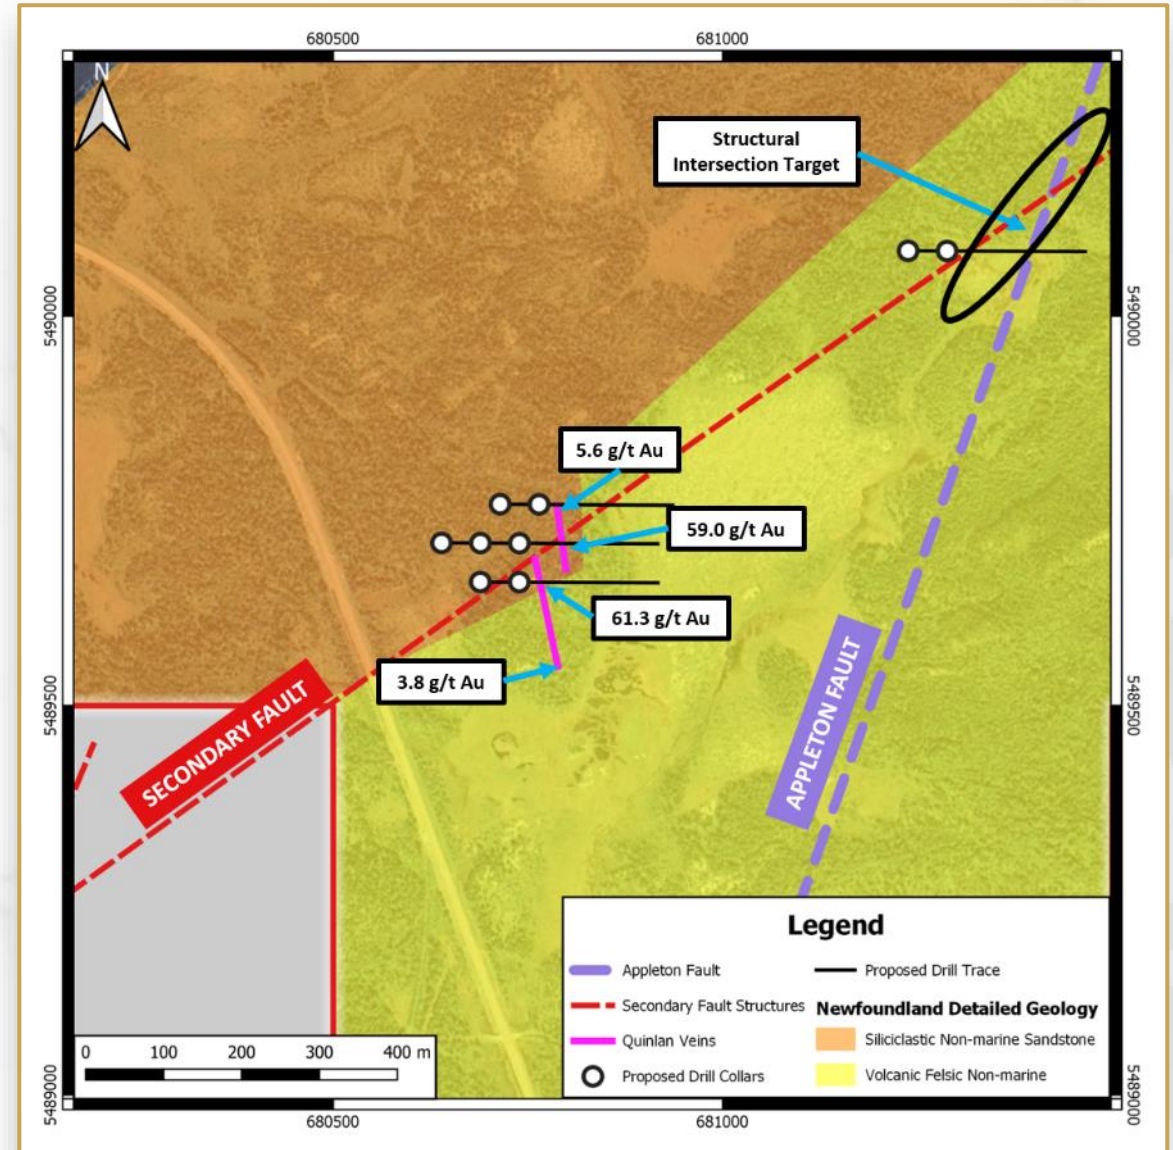 680500
681000
N
Structural
Intersection Target
5490000
5490000
5.6 g/t Au
59.0 g/t Au
61.3 g/t Au
3.8 g/t Au
5489500
5489500
SECONDARY FAULT
APPLETON FAULT
Legend
Appleton Fault
Secondary Fault Structures
Quinlan Veins
Proposed Drill Collars
Proposed Drill Trace
Newfoundland Detailed Geology
Siliciclastic Non-marine Sandstone
Volcanic Felsic Non-marine
0 100 200 300 400 m
5489000
5489000
680500
681000